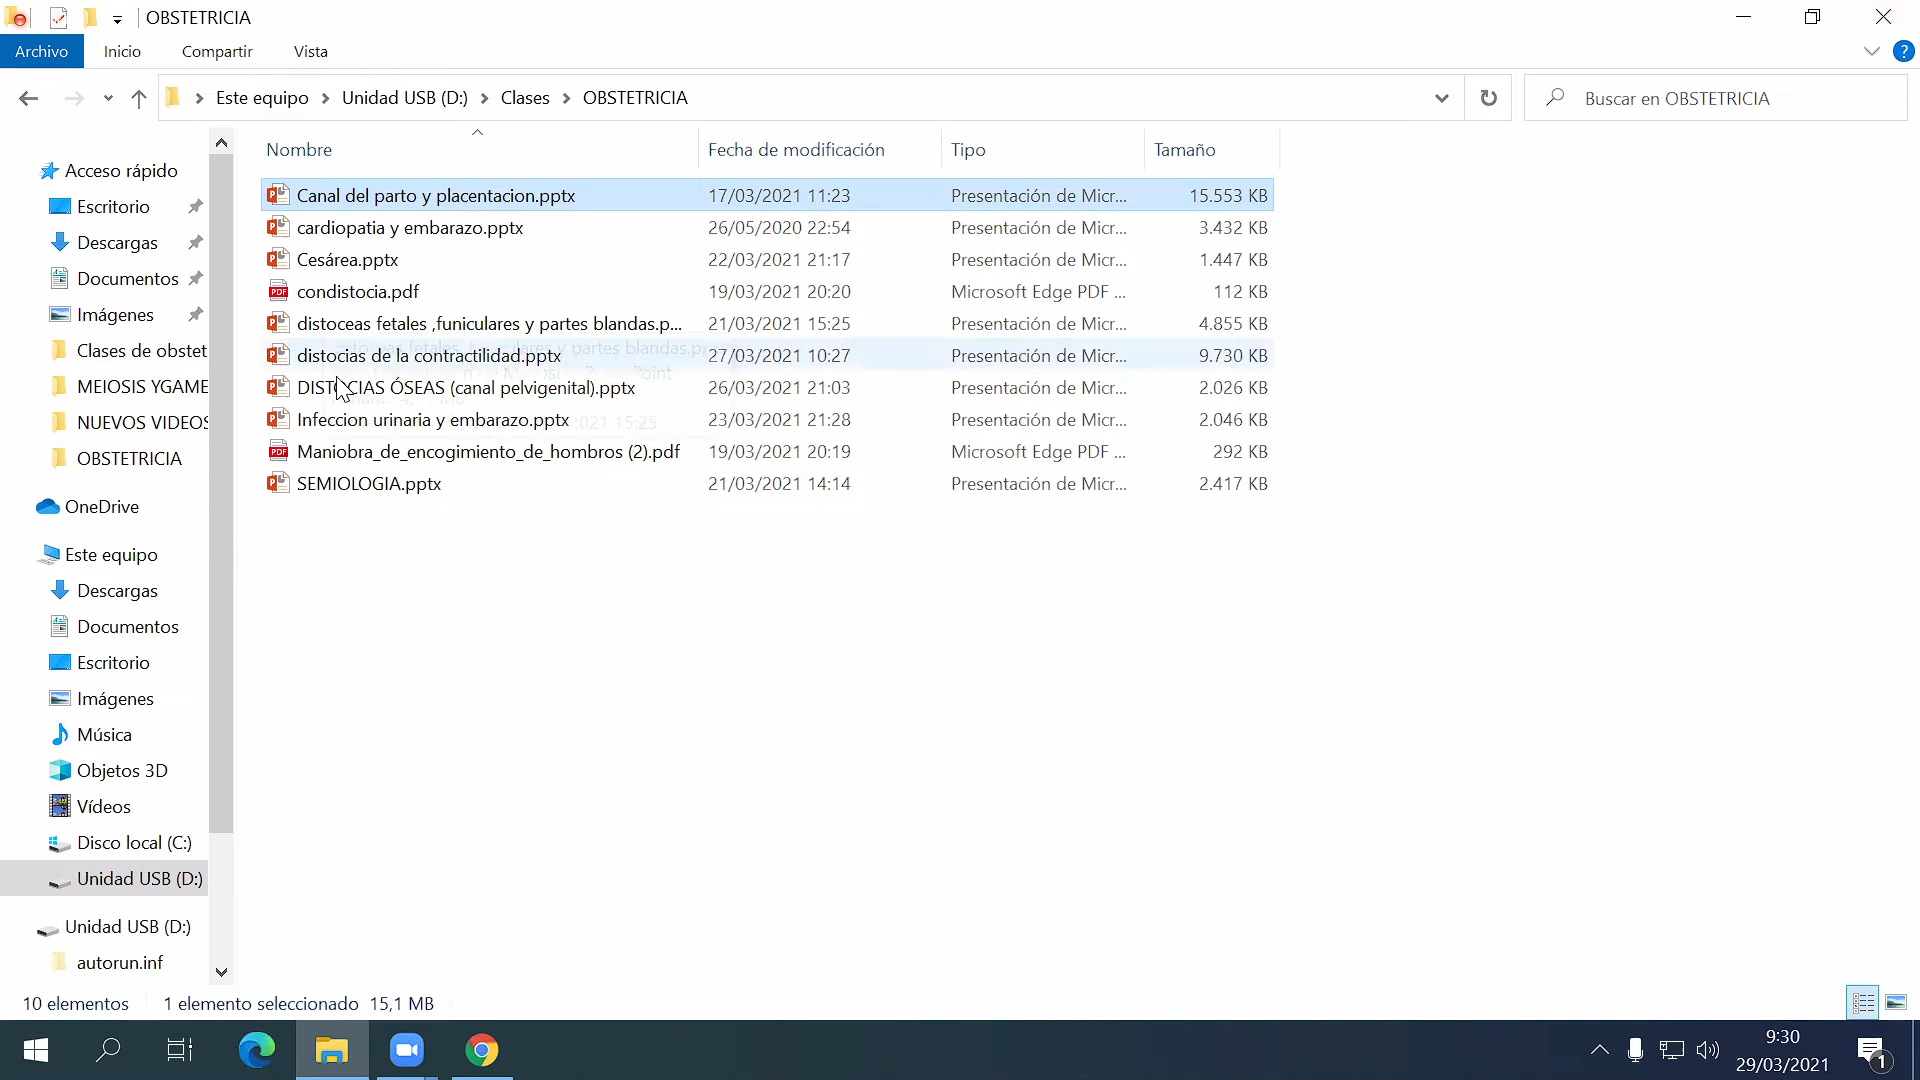 OBSTETRICIA
Archivo Inicio Compartir Vista
Este equipo Unidad USB (D:) Clases OBSTETRICIA
Buscar en OBSTETRICIA
Nombre Fecha de modificación Tipo Tamaño
Canal del parto y placentacion.pptx 17/03/2021 11:23 Presentación de Micr... 15.553 KB
cardiopatia y embarazo.pptx 26/05/2020 22:54 Presentación de Micr... 3.432 KB
Cesárea.pptx 22/03/2021 21:17 Presentación de Micr... 1.447 KB
condistocia.pdf 19/03/2021 20:20 Microsoft Edge PDF ... 112 KB
distoceas fetales ,funiculares y partes blandas.p... 21/03/2021 15:25 Presentación de Micr... 4.855 KB
distocias de la contractilidad.pptx 27/03/2021 10:27 Presentación de Micr... 9.730 KB
DISTOCIAS ÓSEAS (canal pelvigenital).pptx 26/03/2021 21:03 Presentación de Micr... 2.026 KB
Infeccion urinaria y embarazo.pptx 23/03/2021 21:28 Presentación de Micr... 2.046 KB
Maniobra_de_encogimiento_de_hombros (2).pdf 19/03/2021 20:19 Microsoft Edge PDF ... 292 KB
SEMIOLOGIA.pptx 21/03/2021 14:14 Presentación de Micr... 2.417 KB
Acceso rápido
Escritorio
Descargas
Documentos
Imágenes
Clases de obstet
MEIOSIS YGAME
NUEVOS VIDEOS
OBSTETRICIA
OneDrive
Este equipo
Descargas
Documentos
Escritorio
Imágenes
Música
Objetos 3D
Vídeos
Disco local (C:)
Unidad USB (D:)
Unidad USB (D:)
autorun.inf
10 elementos 1 elemento seleccionado 15,1 MB
9:30
29/03/2021
1